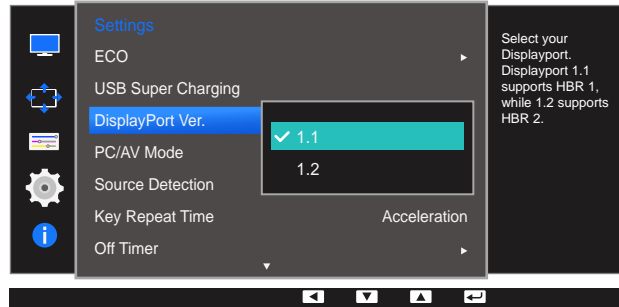 Settings
ECO
USB Super Charging
DisplayPort Ver.
PC/AV Mode
Source Detection
Key Repeat Time Acceleration
Off Timer
1.1
1.2
Select your
Displayport.
Displayport 1.1
supports HBR 1,
while 1.2 supports
HBR 2.